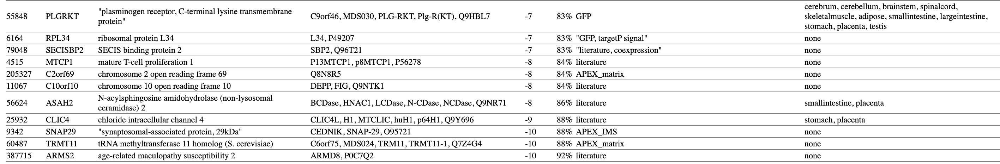 cerebrum, cerebellum, brainstem, spinalcord,
55848 PLGRKT "plasminogen receptor, C-terminal lysine transmembrane protein" C9orf46, MDS030, PLG-RKT, Plg-R(KT), Q9HBL7 -7 83% GFP skeletalmuscle, adipose, smallintestine, largeintestine,
stomach, placenta, testis
6164 RPL34 ribosomal protein L34 L34, P49207 -7 83% "GFP, targetP signal" none
79048 SECISBP2 SECIS binding protein 2 SBP2, Q96T21 -7 83% "literature, coexpression" none
4515 MTCP1 mature T-cell proliferation 1 P13MTCP1, p8MTCP1, P56278 -8 84% literature none
205327 C2orf69 chromosome 2 open reading frame 69 Q8N8R5 -8 84% APEX_matrix none
11067 C10orf10 chromosome 10 open reading frame 10 DEPP, FIG, Q9NTK1 -8 84% literature none
56624 ASAH2 N-acylsphingosine amidohydrolase (non-lysosomal ceramidase) 2 BCDase, HNAC1, LCDase, N-CDase, NCDase, Q9NR71 -8 86% literature smallintestine, placenta
25932 CLIC4 chloride intracellular channel 4 CLIC4L, H1, MTCLIC, huH1, p64H1, Q9Y696 -9 88% literature stomach, placenta
9342 SNAP29 "synaptosomal-associated protein, 29kDa" CEDNIK, SNAP-29, O95721 -10 88% APEX_IMS none
60487 TRMT11 tRNA methyltransferase 11 homolog (S. cerevisiae) C6orf75, MDS024, TRM11, TRMT11-1, Q7Z4G4 -10 88% APEX_matrix none
387715 ARMS2 age-related maculopathy susceptibility 2 ARMD8, P0C7Q2 -10 92% literature none